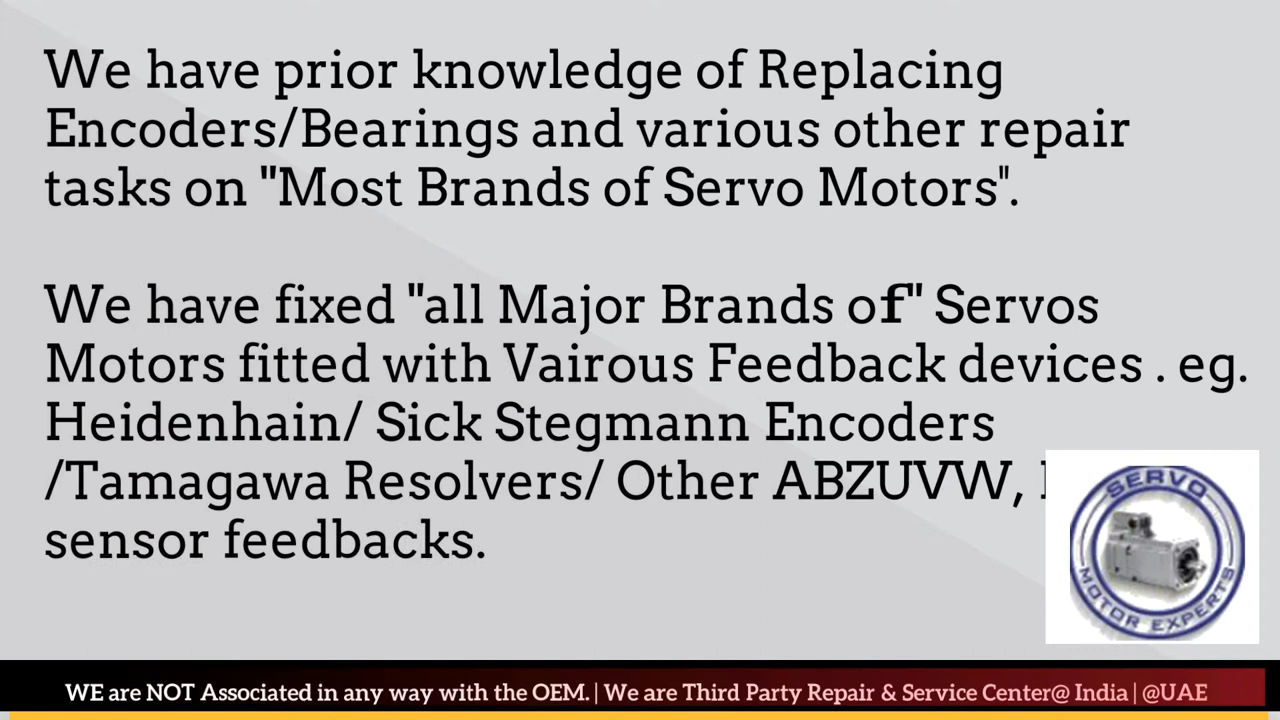 We have prior knowledge of Replacing
Encoders/Bearings and various other repair
tasks on "Most Brands of Servo Motors".
We have fixed "all Major Brands of" Servos
Motors fitted with Vairous Feedback devices . eg.
Heidenhain/ Sick Stegmann Encoders
/Tamagawa Resolvers/ Other ABZUVW,
sensor feedbacks.
SERVO
MOTOR EXPERTS
WE are NOT Associated in any way with the OEM. | We are Third Party Repair & Service Center@ India | @UAE